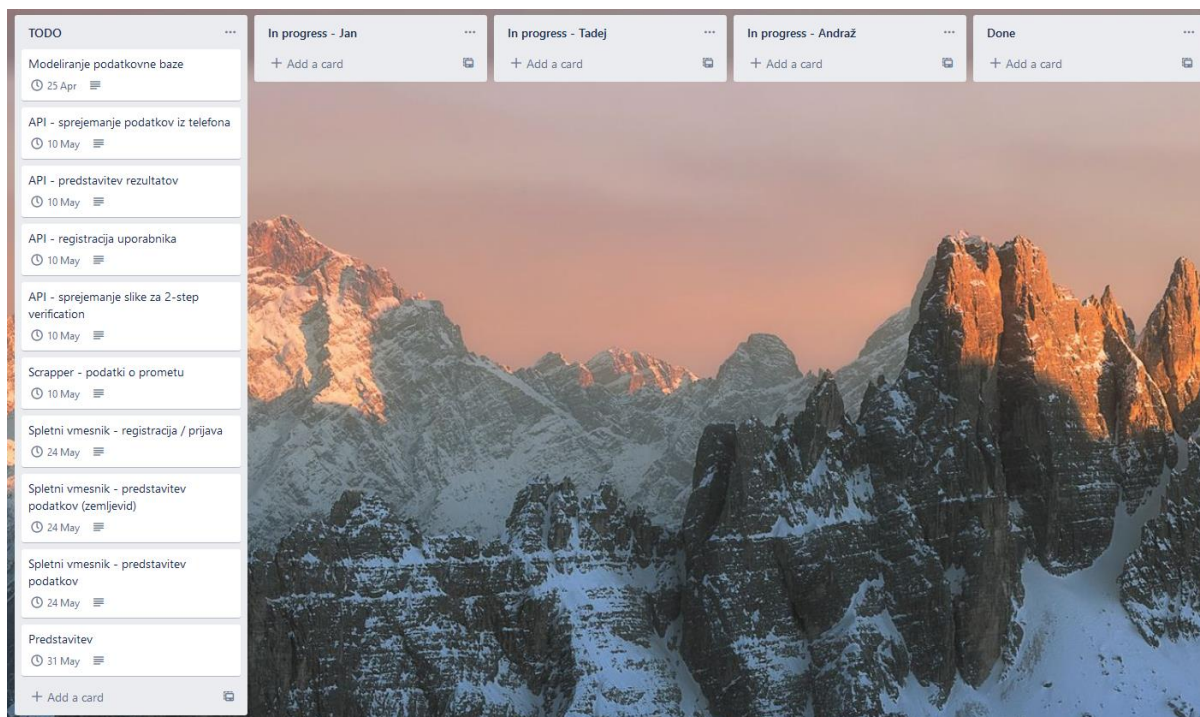 TODO
Modeliranje podatkovne baze
25 Apr
API - sprejemanje podatkov iz telefona
10 May
API - predstavitev rezultatov
10 May
API - registracija uporabnika
10 May
API - sprejemanje slike za 2-step
verification
10 May
Scrapper - podatki o prometu
10 May
Spletni vmesnik - registracija / prijava
24 May
Spletni vmesnik - predstavitev
podatkov (zemljevid)
24 May
Spletni vmesnik - predstavitev
podatkov
24 May
Predstavitev
31 May
+ Add a card
In progress - Jan
+ Add a card
In progress - Tadej
+ Add a card
In progress - Andraž
+ Add a card
Done
+ Add a card